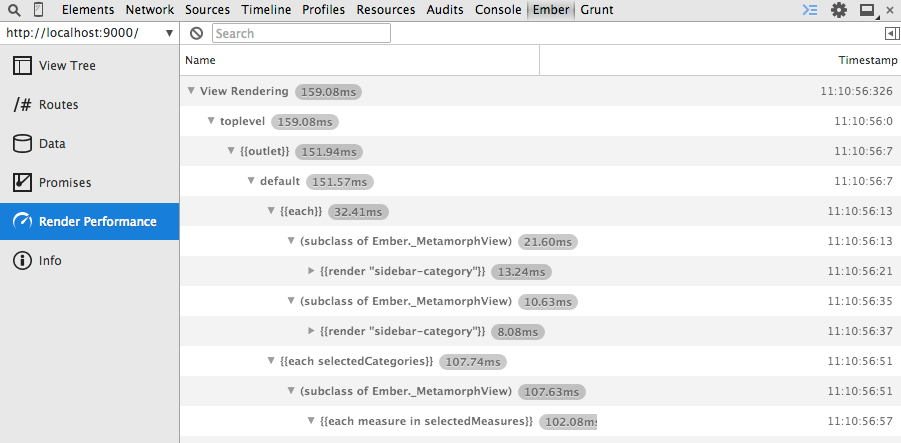 Elements Network Sources Timeline Profiles Resources Audits Console Ember Grunt
http://localhost:9000/
Search
Name Timestamp
View Tree
/# Routes
Data
Promises
Render Performance
Info
View Rendering 159.08ms 11:10:56:326
toplevel 159.08ms 11:10:56:0
{{outlet}} 151.94ms 11:10:56:7
default 151.57ms 11:10:56:7
{{each}} 32.41ms 11:10:56:13
(subclass of Ember._MetamorphView) 21.60ms 11:10:56:13
{{render "sidebar-category"}} 13.24ms 11:10:56:21
(subclass of Ember._MetamorphView) 10.63ms 11:10:56:35
{{render "sidebar-category"}} 8.08ms 11:10:56:37
{{each selectedCategories}} 107.74ms 11:10:56:51
(subclass of Ember._MetamorphView) 107.63ms 11:10:56:51
{{each measure in selectedMeasures}} 102.08ms 11:10:56:57